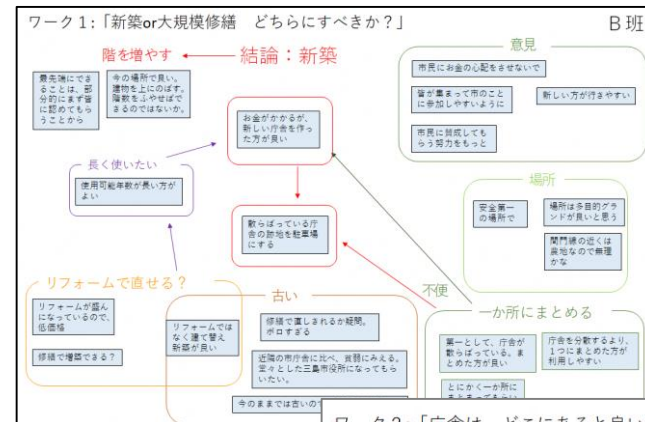 ワーク1:「新築or大規模修繕　どちらにすべきか？」
B班
階を増やす
結論：新築
最先端にでき
ることは、部
分的にまず皆
に認めてもら
うことから
今の場所で良い。
建物を上にのばす。
階数をふやせばで
きるのではないか。
お金がかかるが、
新しい庁舎を作っ
た方が良い
意見
市民にお金の心配をさせないで
皆が集まって市のこと
に参加しやすいように
新しい方が行きやすい
市民に賛成しても
らう努力をもっと
長く使いたい
使用可能年数が長い方が
よい
散らばっている庁
舎の跡地を駐車場
にする
場所
安全第一
の場所で
場所は多目的グラ
ンドが良いと思う
関門線の近くは
農地なので無理
かな
不便
リフォームで直せる？
リフォームが盛ん
になっているので、
低価格
修繕で増築できる？
リフォームでは
なく建て替え
新築が良い
古い
修繕で直しきれるか疑問。
ボロすぎる
近隣の市庁舎に比べ、貧弱にみえる。
堂々とした三島市役所になってもら
いたい。
今のままでは古いので
一か所にまとめる
第一として、庁舎が
散らばっている。ま
とめた方が良い
庁舎を分散するより、
1つにまとめた方が
利用しやすい
とにかく一か所に
まとまってもらい